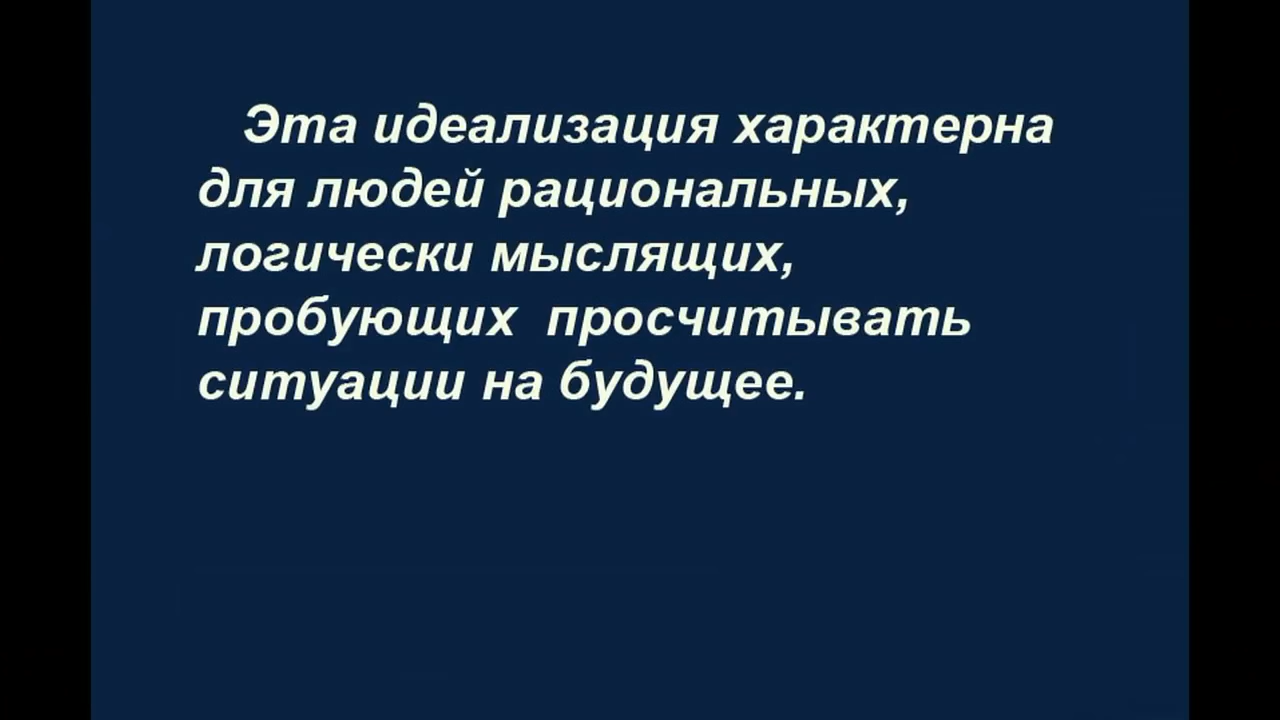 Эта идеализация характерна
для людей рациональных,
логически мыслящих,
пробующих  просчитывать
ситуации на будущее.